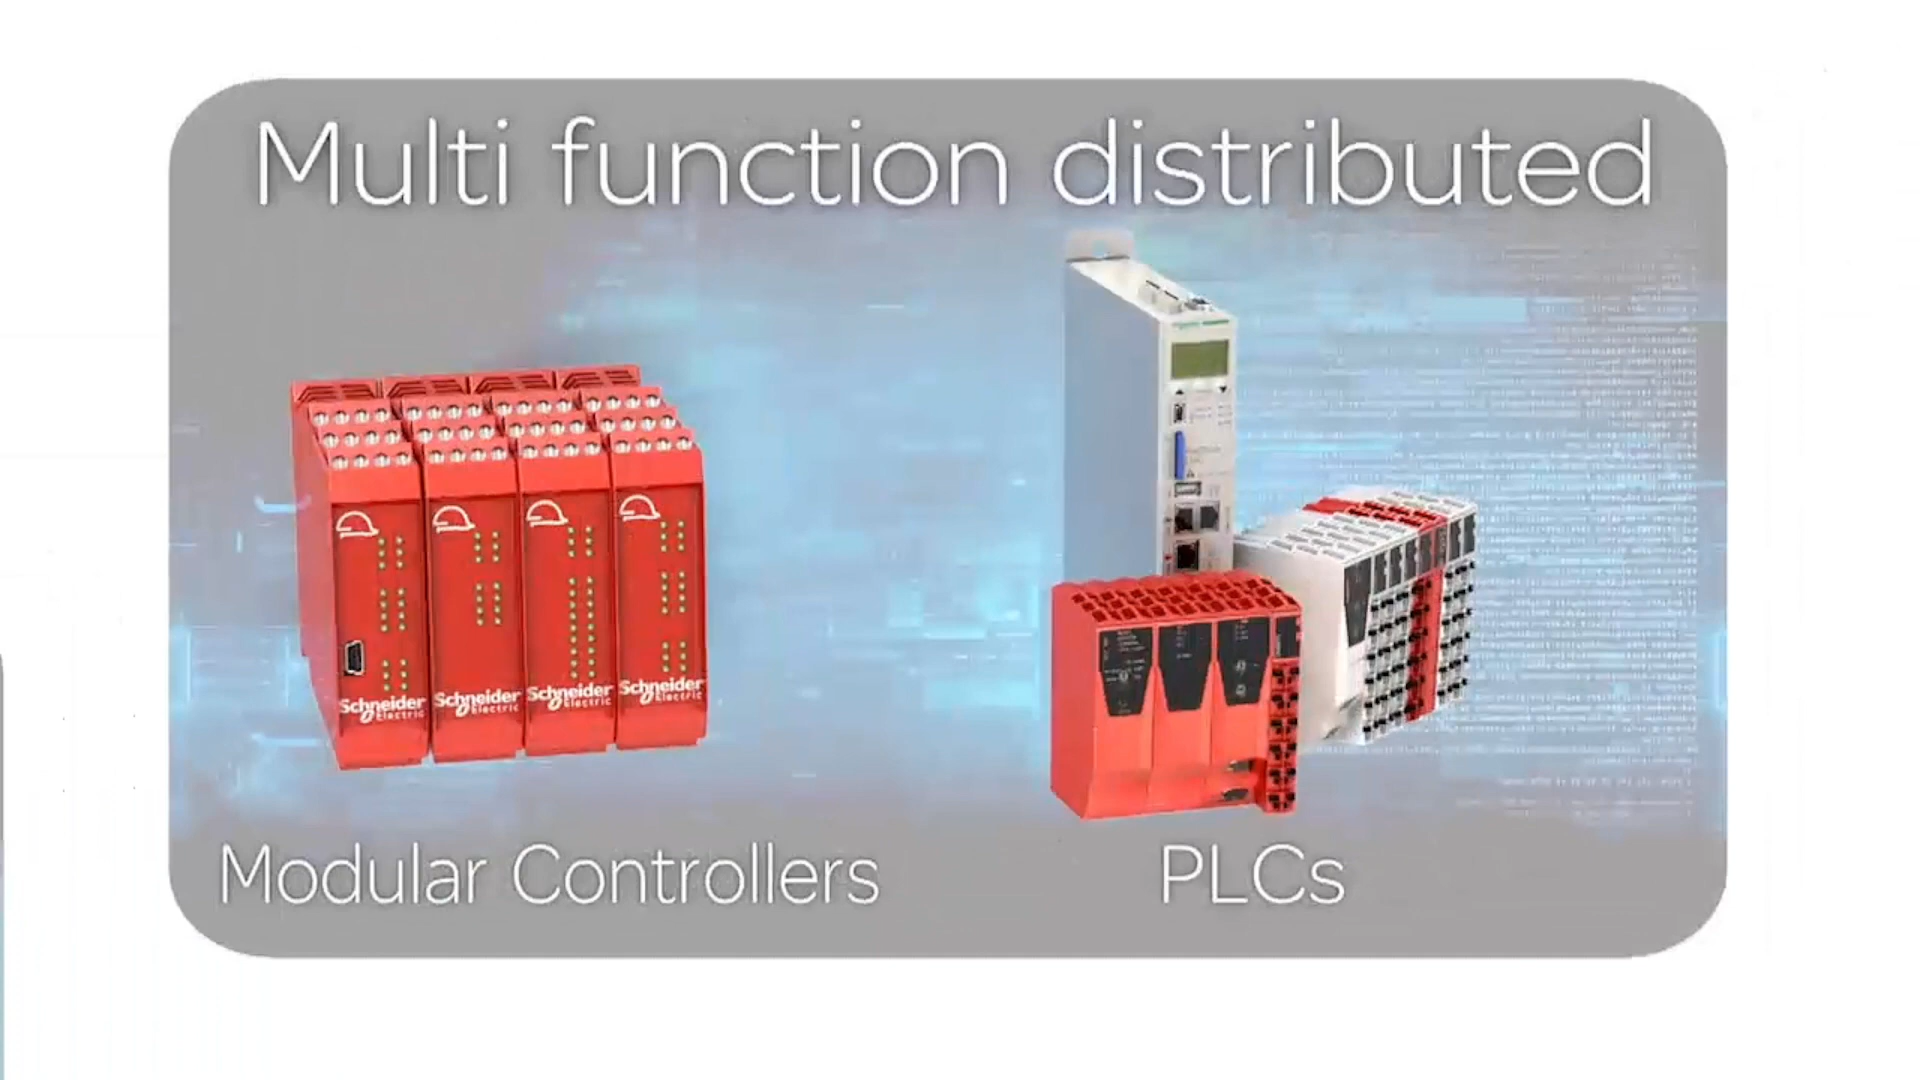 Multi function distributed
Schneider
Electric
Schneider
Electric
Schneider
Electric
Schneider
Electric
Modular Controllers
PLCs